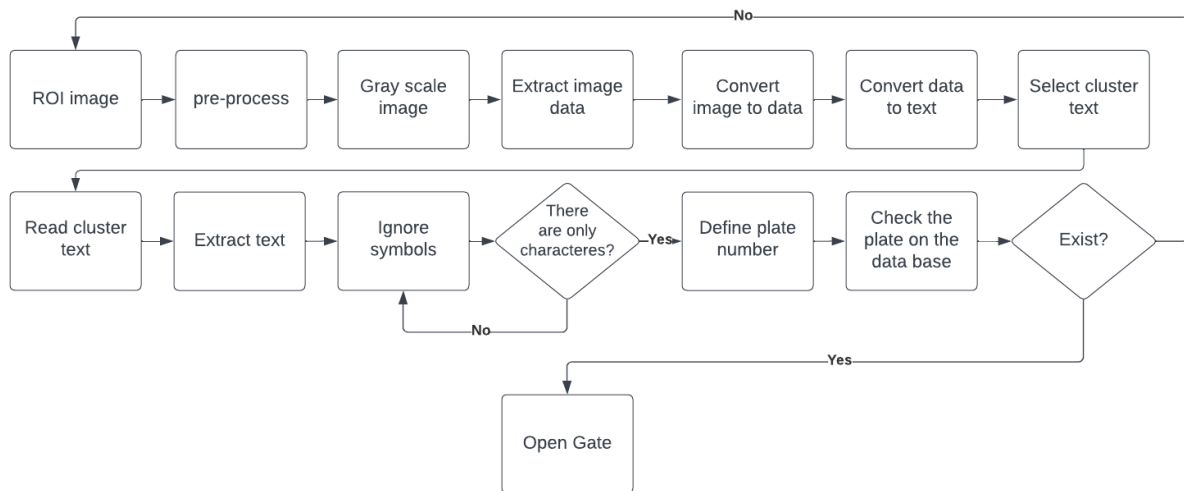 No
ROI image
pre-process
Gray scale
image
Extract image
data
Convert
image to data
Convert data
to text
Select cluster
text
Read cluster
text
Extract text
Ignore
symbols
There
are only
characteres?
Yes
Define plate
number
Check the
plate on the
data base
Exist?
No
Yes
Open Gate